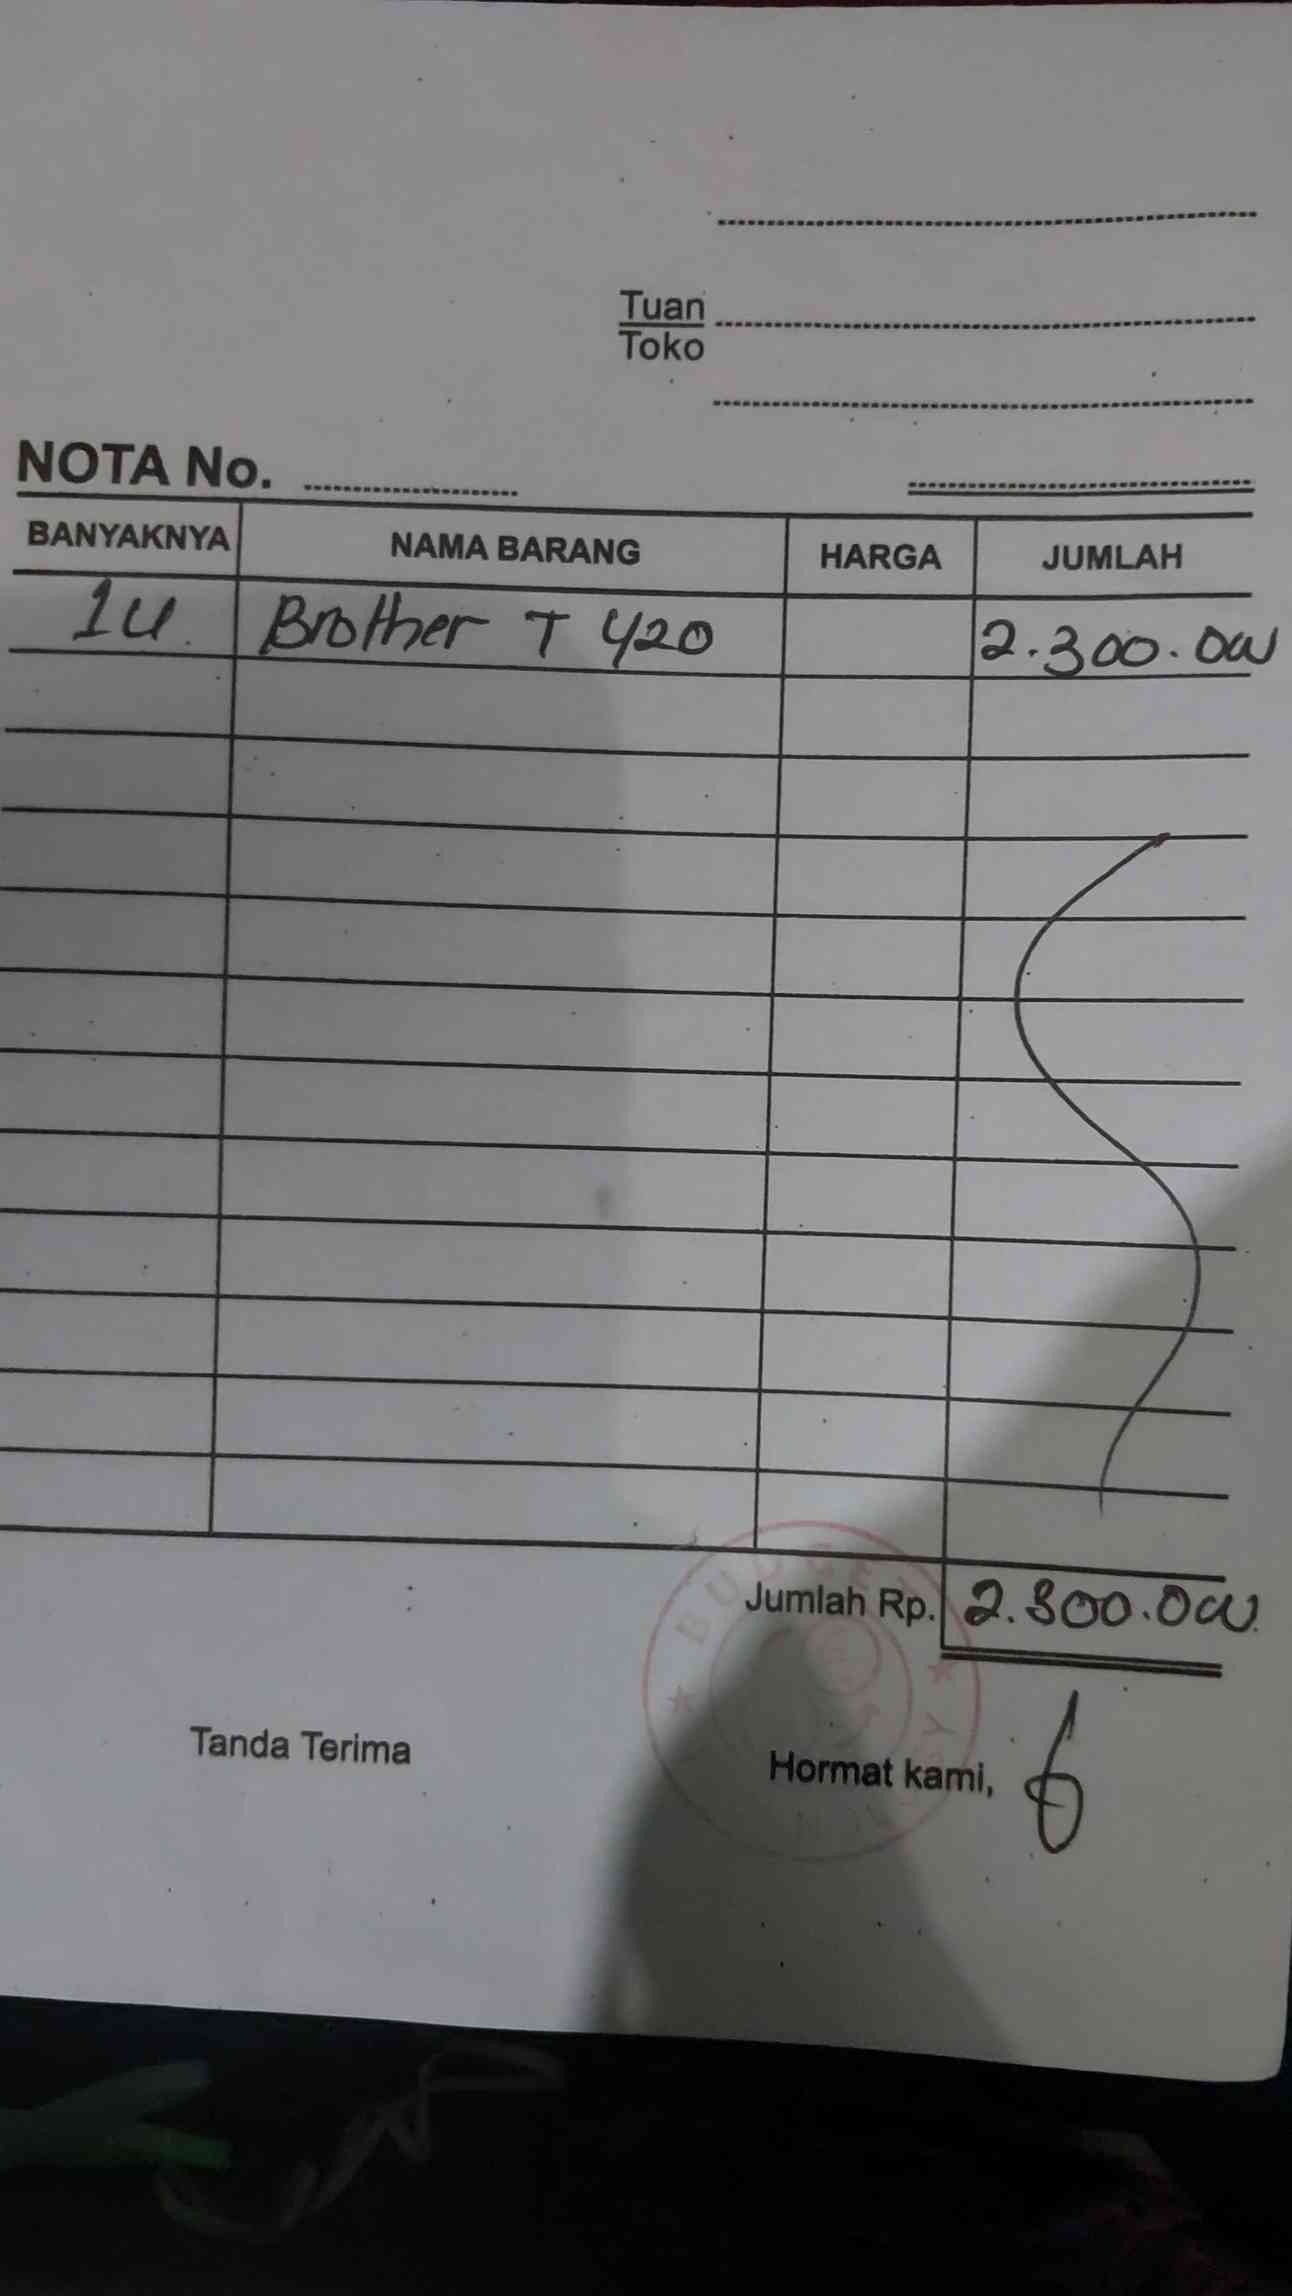 Tuan
Toko
NOTA No.
BANYAKNYA NAMA BARANG HARGA JUMLAH
1 U Brother T 420 2.300.000
Jumlah Rp. 2.300.000
Tanda Terima Hormat kami,